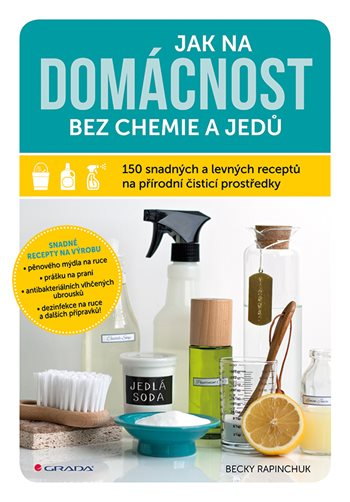 JAK NA
DOMÁCNOST
BEZ CHEMIE A JEDŮ
150 snadných a levných receptů
na přírodní čisticí prostředky
SNADNÉ
RECEPTY NA VÝROBU
• pěnového mýdla na ruce
• prášku na praní
• antibakteriálních vlhčených
ubrousků
• dezinfekce na ruce
a dalších přípravků!
JEDLÁ
SODA
GRADA
BECKY RAPINCHUK